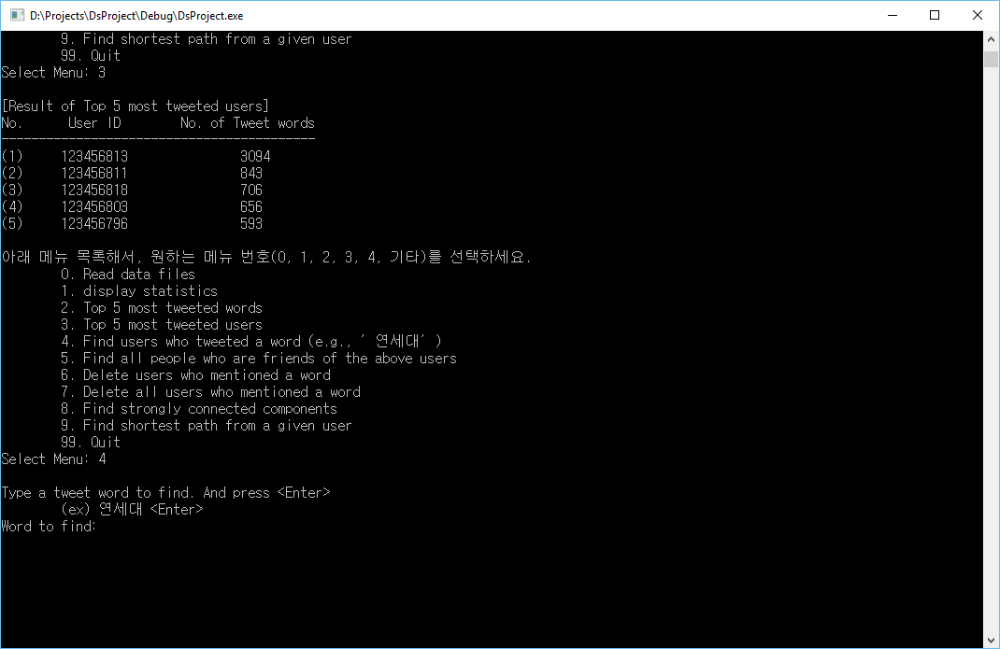 D:\Projects\DsProject\Debug\DsProject.exe
9. Find shortest path from a given user
99. Quit
Select Menu: 3
[Result of Top 5 most tweeted users]
No. User ID No. of Tweet words
------------------------------------------
(1) 123456813 3094
(2) 123456811 843
(3) 123456818 706
(4) 123456803 656
(5) 123456796 593
아래 메뉴 목록해서, 원하는 메뉴 번호(0, 1, 2, 3, 4, 기타)를 선택하세요.
0. Read data files
1. display statistics
2. Top 5 most tweeted words
3. Top 5 most tweeted users
4. Find users who tweeted a word (e.g., ’연세대’)
5. Find all people who are friends of the above users
6. Delete users who mentioned a word
7. Delete all users who mentioned a word
8. Find strongly connected components
9. Find shortest path from a given user
99. Quit
Select Menu: 4
Type a tweet word to find. And press <Enter>
(ex) 연세대 <Enter>
Word to find: